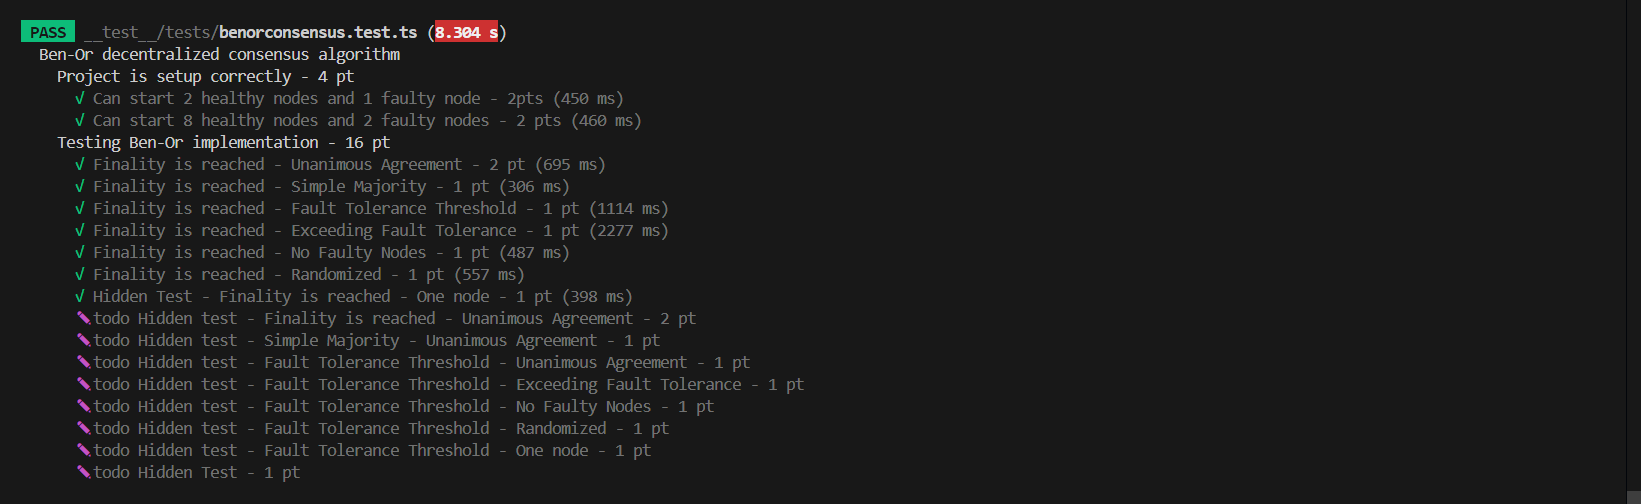 PASS __test__/tests/benorconsensus.test.ts (8.304 s)
Ben-Or decentralized consensus algorithm
Project is setup correctly - 4 pt
√ Can start 2 healthy nodes and 1 faulty node - 2pts (450 ms)
√ Can start 8 healthy nodes and 2 faulty nodes - 2 pts (460 ms)
Testing Ben-Or implementation - 16 pt
√ Finality is reached - Unanimous Agreement - 2 pt (695 ms)
√ Finality is reached - Simple Majority - 1 pt (306 ms)
√ Finality is reached - Fault Tolerance Threshold - 1 pt (1114 ms)
√ Finality is reached - Exceeding Fault Tolerance - 1 pt (2277 ms)
√ Finality is reached - No Faulty Nodes - 1 pt (487 ms)
√ Finality is reached - Randomized - 1 pt (557 ms)
√ Hidden Test - Finality is reached - One node - 1 pt (398 ms)
✎ todo Hidden test - Finality is reached - Unanimous Agreement - 2 pt
✎ todo Hidden test - Simple Majority - Unanimous Agreement - 1 pt
✎ todo Hidden test - Fault Tolerance Threshold - Unanimous Agreement - 1 pt
✎ todo Hidden test - Fault Tolerance Threshold - Exceeding Fault Tolerance - 1 pt
✎ todo Hidden test - Fault Tolerance Threshold - No Faulty Nodes - 1 pt
✎ todo Hidden test - Fault Tolerance Threshold - Randomized - 1 pt
✎ todo Hidden test - Fault Tolerance Threshold - One node - 1 pt
✎ todo Hidden Test - 1 pt